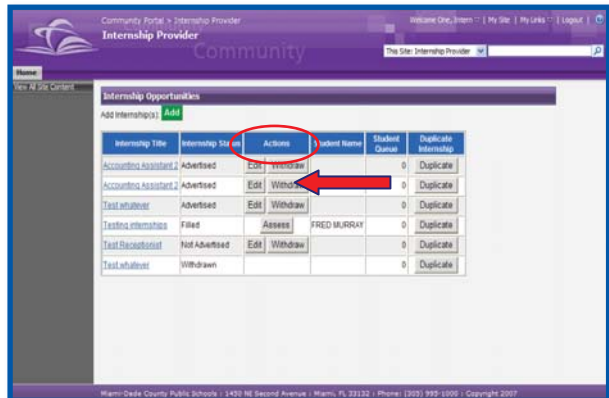 Community Portal > Internship Provider
Welcome One, Intern | My Site | My Links | Logout |
Internship Provider
Community
This Site: Internship Provider
Home
View All Site Content
Internship Opportunities
Add Internship(s): Add
Internship Title Internship Status Actions Student Name Student Queue Duplicate Internship
Accounting Assistant 2 Advertised Edit Withdraw 0 Duplicate
Accounting Assistant 2 Advertised Edit Withdraw 0 Duplicate
Test whatever Advertised Edit Withdraw 0 Duplicate
Testing internships Filled Assess FRED MURRAY 0 Duplicate
Test Receptionist Not Advertised Edit Withdraw 0 Duplicate
Test whatever Withdrawn 0 Duplicate
Miami-Dade County Public Schools | 1450 NE Second Avenue | Miami, FL 33132 | Phone: (305) 995-1000 | Copyright 2007